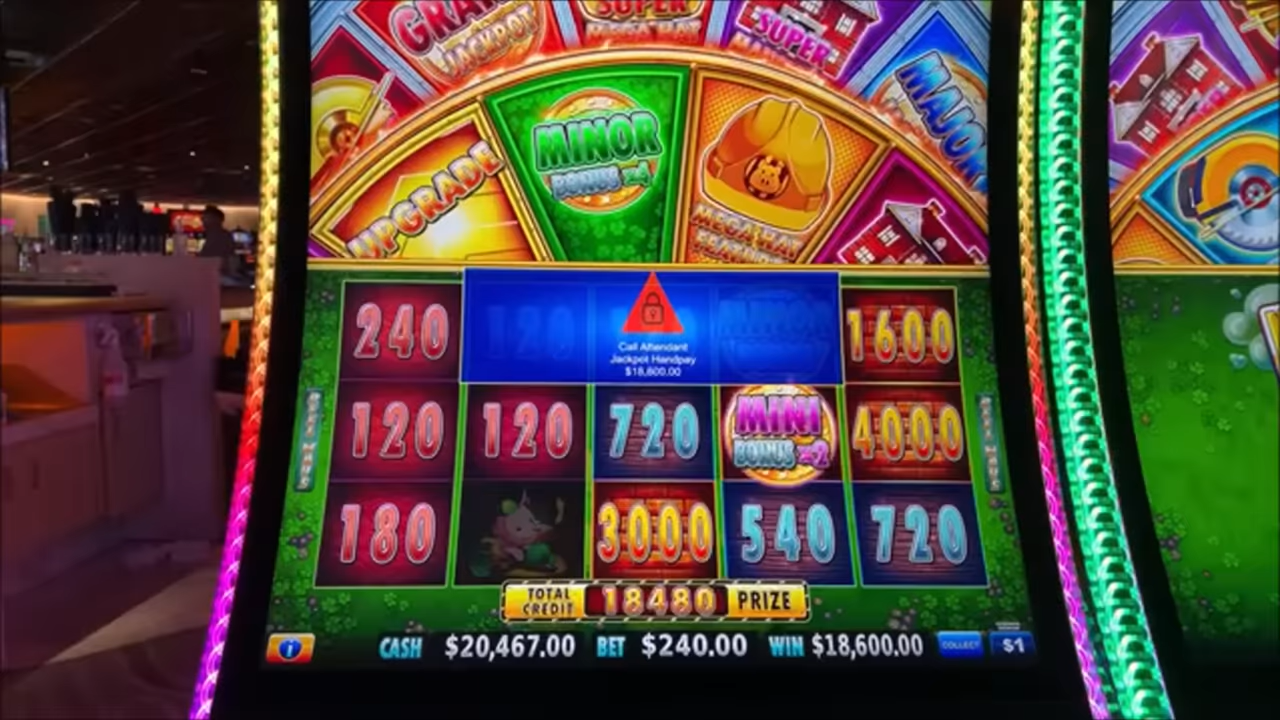 GRAND
JACKPOT
SUPER
MEGA HAT
SUPER
MAJOR
UPGRADE
MINOR
BONUS x4
MEGA HAT
FEATURE
240
120
1600
Call Attendant
Jackpot Handpay
$18,600.00
120
120
720
MINI
BONUS x2
4000
180
3000
540
720
TOTAL
CREDIT
18480
PRIZE
CASH $20,467.00 BET $240.00 WIN $18,600.00 COLLECT $1